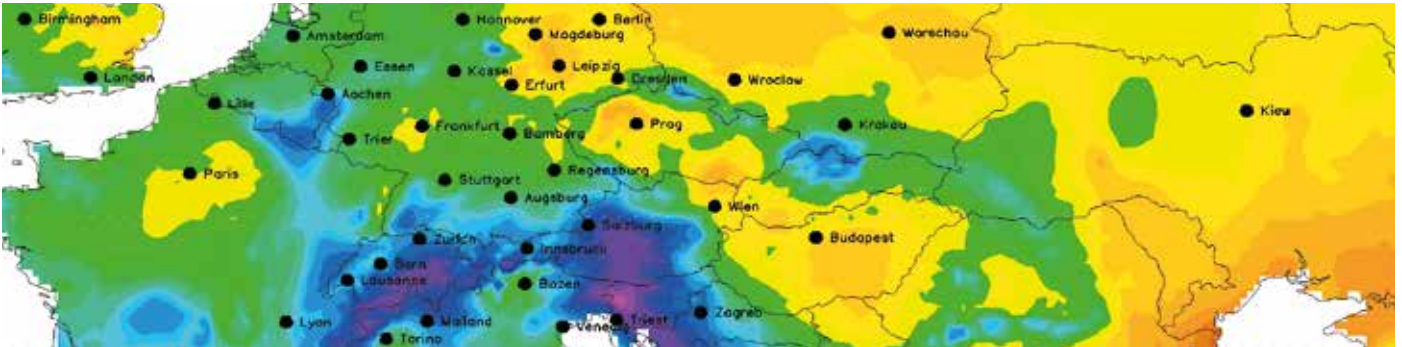 Birmingham
Hannover
Berlin
Amsterdam
Magdeburg
Warschau
Essen
Kassel
Leipzig
London
Erfurt
Dresden
Wroclaw
Aachen
Lille
Kiew
Frankfurt
Prag
Krakau
Trier
Bamberg
Paris
Stuttgart
Regensburg
Augsburg
Wien
Salzburg
Zurich
Budapest
Innsbruck
Bern
Lausanne
Bozen
Lyon
Mailand
Triest
Zagreb
Venedig
Torino